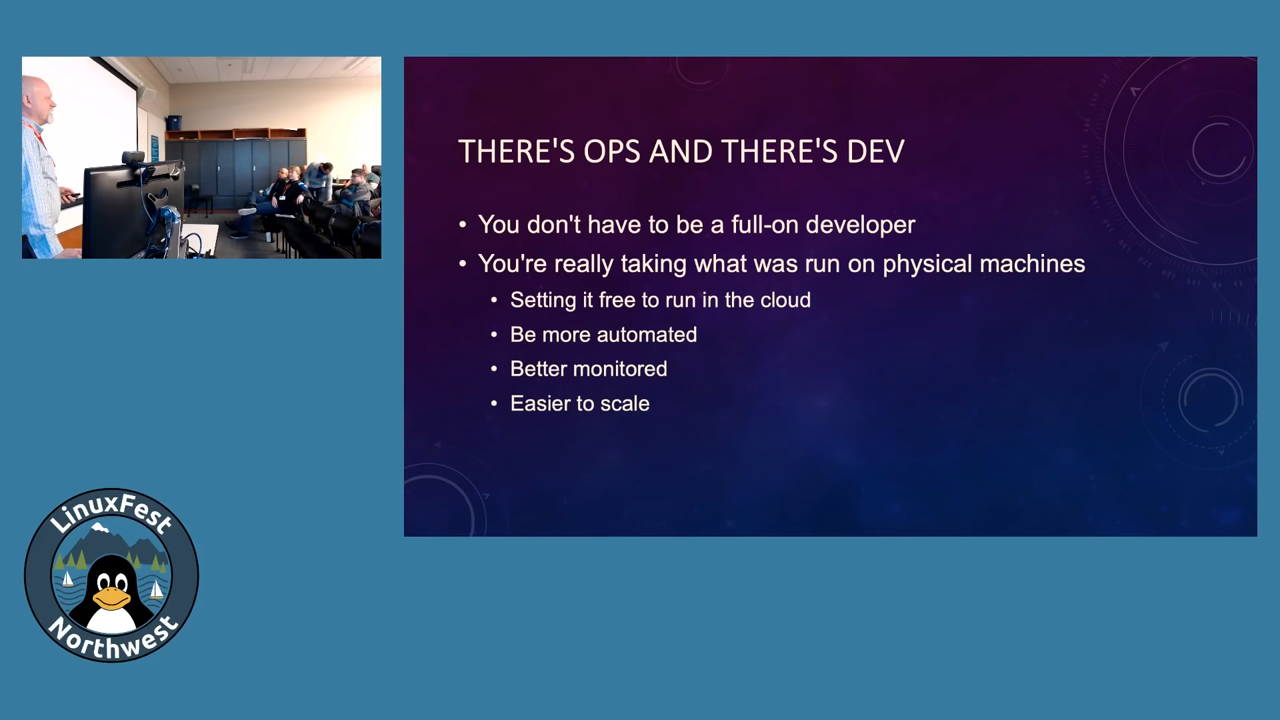 THERE'S OPS AND THERE'S DEV
• You don't have to be a full-on developer
• You're really taking what was run on physical machines
• Setting it free to run in the cloud
• Be more automated
• Better monitored
• Easier to scale
LinuxFest
Northwest